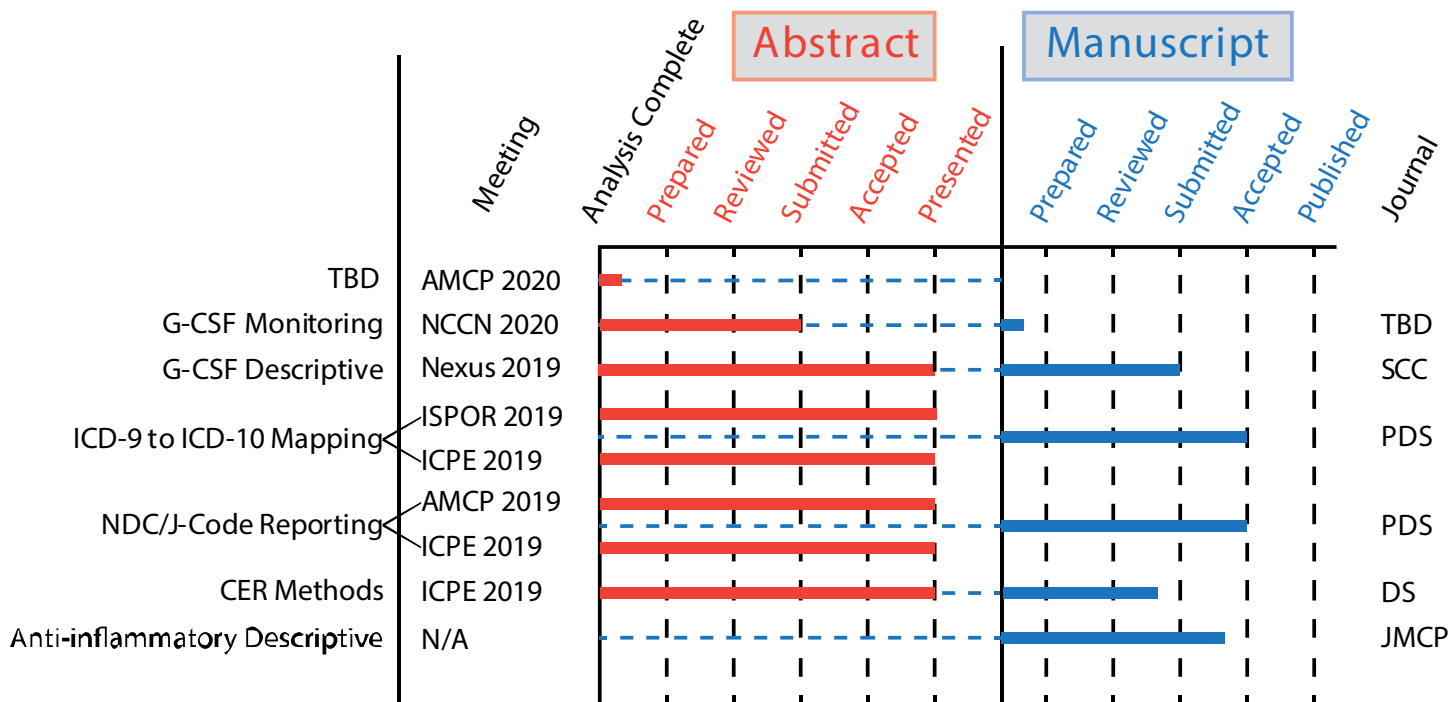 Abstract
Manuscript
Meeting
Analysis Complete
Prepared
Reviewed
Submitted
Accepted
Presented
Prepared
Reviewed
Submitted
Accepted
Published
Journal
TBD AMCP 2020
G-CSF Monitoring NCCN 2020 TBD
G-CSF Descriptive Nexus 2019 SCC
ISPOR 2019
ICD-9 to ICD-10 Mapping PDS
ICPE 2019
AMCP 2019
NDC/J-Code Reporting PDS
ICPE 2019
CER Methods ICPE 2019 DS
Anti-inflammatory Descriptive N/A JMCP